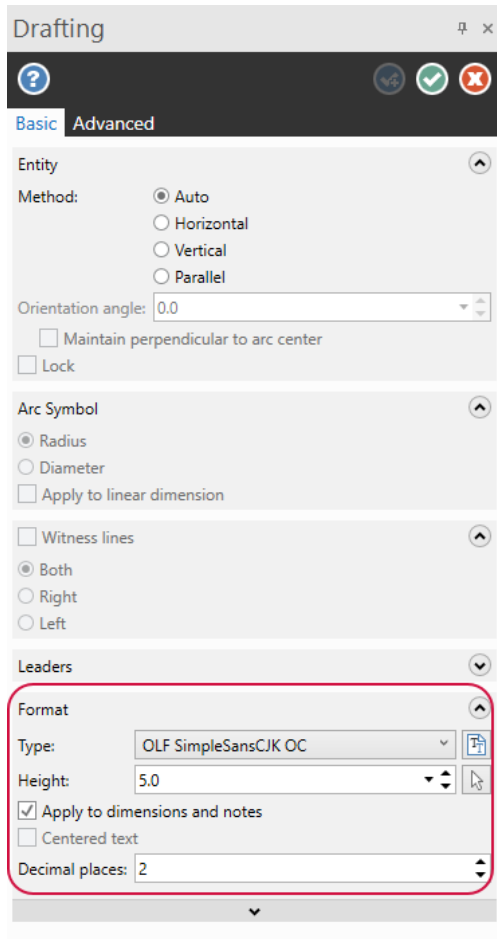 Drafting
Basic Advanced
Entity
Method: Auto
Horizontal
Vertical
Parallel
Orientation angle: 0.0
Maintain perpendicular to arc center
Lock
Arc Symbol
Radius
Diameter
Apply to linear dimension
Witness lines
Both
Right
Left
Leaders
Format
Type: OLF SimpleSansCJK OC
Height: 5.0
Apply to dimensions and notes
Centered text
Decimal places: 2